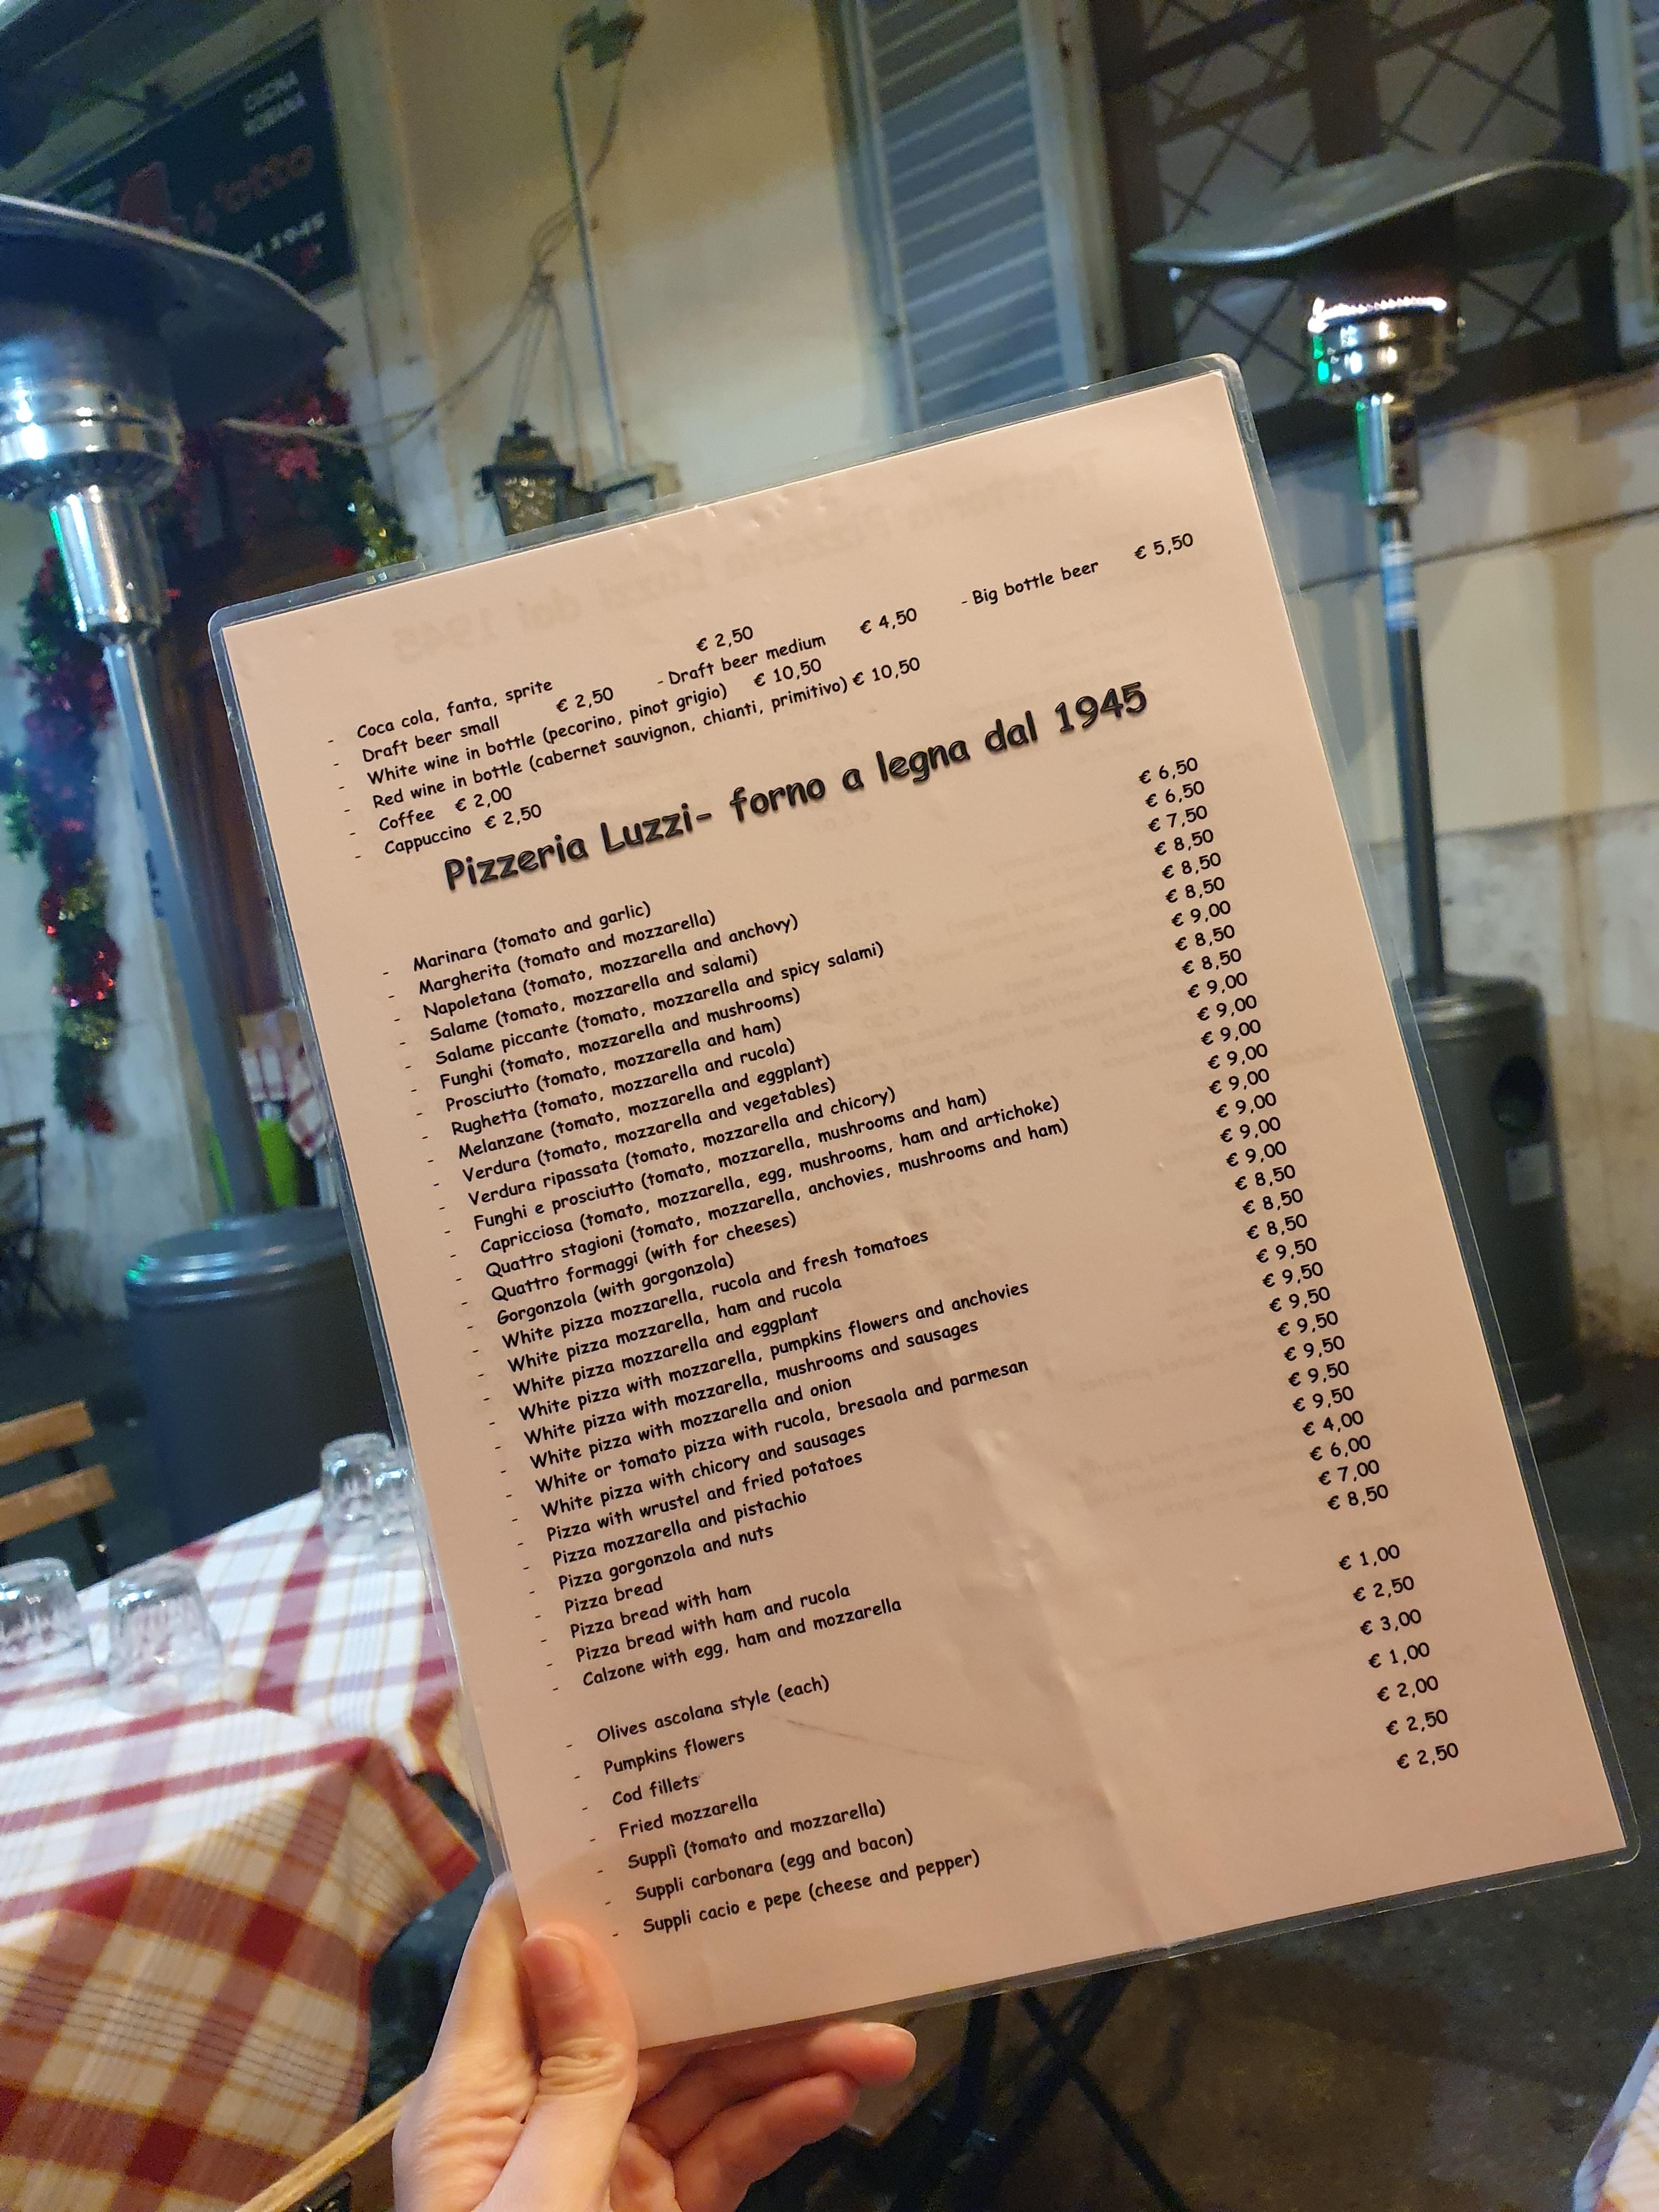 - Coca cola, fanta, sprite € 2,50
- Draft beer small € 2,50 - Draft beer medium € 4,50 - Big bottle beer € 5,50
- White wine in bottle (pecorino, pinot grigio) € 10,50
- Red wine in bottle (cabernet sauvignon, chianti, primitivo) € 10,50
- Coffee € 2,00
- Cappuccino € 2,50
Pizzeria Luzzi- forno a legna dal 1945
- Marinara (tomato and garlic) € 6,50
- Margherita (tomato and mozzarella) € 6,50
- Napoletana (tomato, mozzarella and anchovy) € 7,50
- Salame (tomato, mozzarella and salami) € 8,50
- Salame piccante (tomato, mozzarella and spicy salami) € 8,50
- Funghi (tomato, mozzarella and mushrooms) € 8,50
- Prosciutto (tomato, mozzarella and ham) € 9,00
- Rughetta (tomato, mozzarella and rucola) € 8,50
- Melanzane (tomato, mozzarella and eggplant) € 8,50
- Verdura (tomato, mozzarella and vegetables) € 9,00
- Verdura ripassata (tomato, mozzarella and chicory) € 9,00
- Funghi e prosciutto (tomato, mozzarella, mushrooms and ham) € 9,00
- Capricciosa (tomato, mozzarella, egg, mushrooms, ham and artichoke) € 9,00
- Quattro stagioni (tomato, mozzarella, anchovies, mushrooms and ham) € 9,00
- Quattro formaggi (with for cheeses) € 9,00
- Gorgonzola (with gorgonzola) € 9,00
- White pizza mozzarella, rucola and fresh tomatoes € 9,00
- White pizza mozzarella, ham and rucola € 8,50
- White pizza mozzarella and eggplant € 8,50
- White pizza with mozzarella, pumpkins flowers and anchovies € 8,50
- White pizza with mozzarella, mushrooms and sausages € 9,50
- White pizza with mozzarella and onion € 9,50
- White or tomato pizza with rucola, bresaola and parmesan € 9,50
- White pizza with chicory and sausages € 9,50
- Pizza with wrustel and fried potatoes € 9,50
- Pizza mozzarella and pistachio € 9,50
- Pizza gorgonzola and nuts € 9,50
- Pizza bread € 4,00
- Pizza bread with ham € 6,00
- Pizza bread with ham and rucola € 7,00
- Calzone with egg, ham and mozzarella € 8,50
- Olives ascolana style (each) € 1,00
- Pumpkins flowers € 2,50
- Cod fillets € 3,00
- Fried mozzarella € 1,00
- Supplì (tomato and mozzarella) € 2,00
- Suppli carbonara (egg and bacon) € 2,50
- Suppli cacio e pepe (cheese and pepper) € 2,50